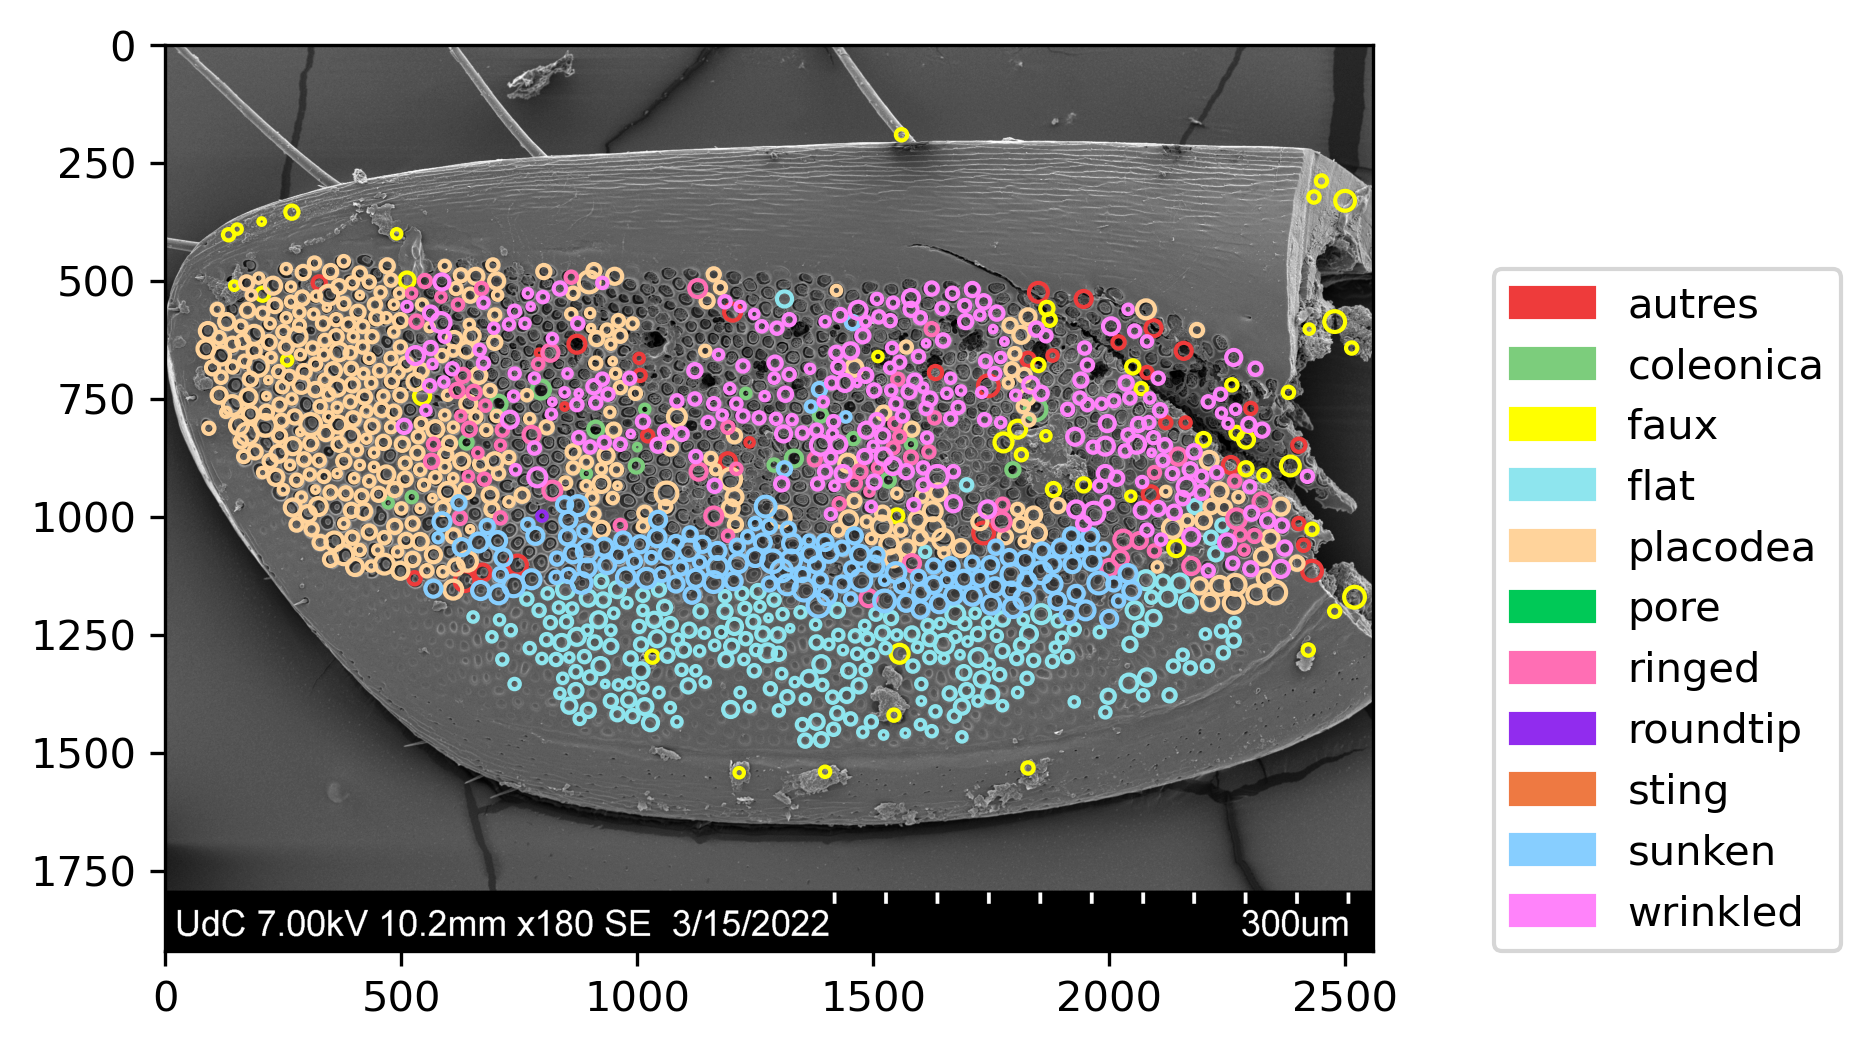 0
250
500
750
1000
1250
1500
1750
0 500 1000 1500 2000 2500
UdC 7.00kV 10.2mm x180 SE 3/15/2022 300um
autres
coleonica
faux
flat
placodea
pore
ringed
roundtip
sting
sunken
wrinkled